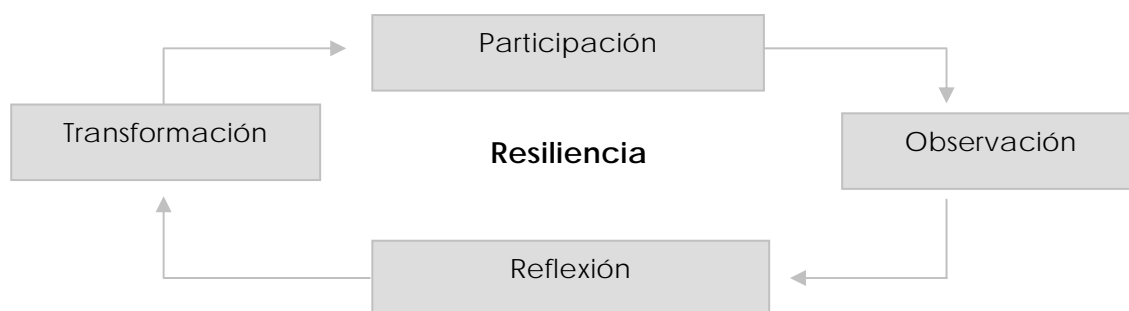 Participación
Transformación
Resiliencia
Observación
Reflexión